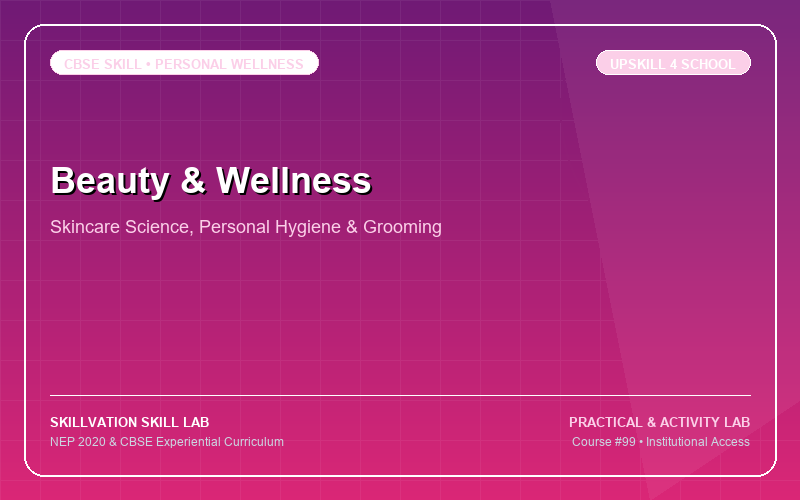 CBSE SKILL • PERSONAL WELLNESS
UPSKILL 4 SCHOOL
Beauty & Wellness
Skincare Science, Personal Hygiene & Grooming
SKILLVATION SKILL LAB
PRACTICAL & ACTIVITY LAB
NEP 2020 & CBSE Experiential Curriculum
Course #99 • Institutional Access